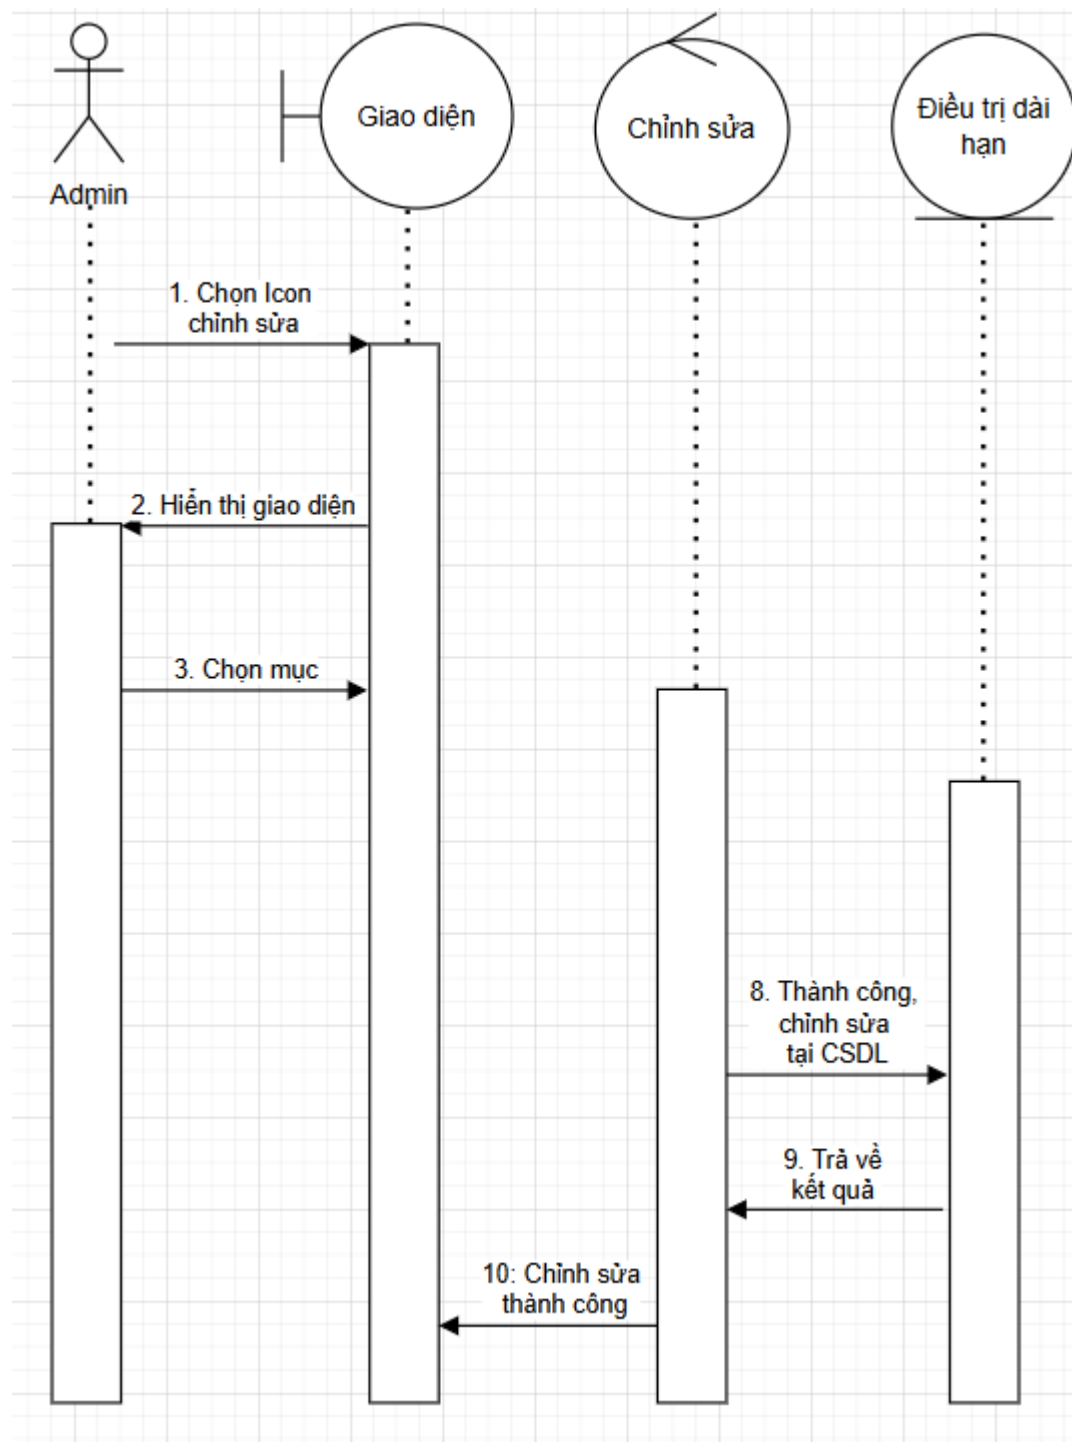 Giao diện
Chỉnh sửa
Điều trị dài
hạn
Admin
1. Chọn Icon
chỉnh sửa
2. Hiển thị giao diện
3. Chọn mục
8. Thành công,
chỉnh sửa
tại CSDL
9. Trả về
kết quả
10: Chỉnh sửa
thành công